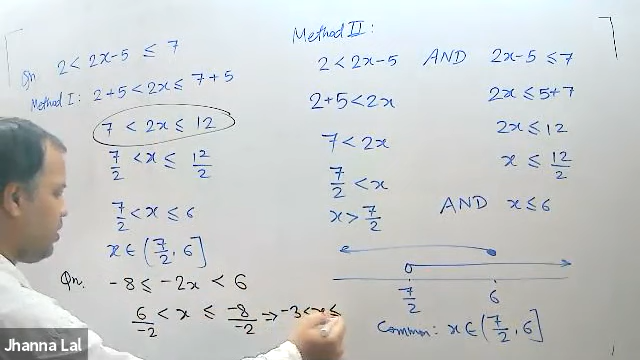 Qn. 2 < 2x-5 ≤ 7
Method I: 2+5 < 2x ≤ 7+5
7 < 2x ≤ 12
7/2 < x ≤ 12/2
7/2 < x ≤ 6
x ∈ (7/2, 6]
Qn. -8 ≤ -2x < 6
6/-2 < x ≤ -8/-2 ⇒ -3 < x ≤
Method II:
2 < 2x-5 AND 2x-5 ≤ 7
2+5 < 2x 2x ≤ 5+7
7 < 2x 2x ≤ 12
7/2 < x x ≤ 12/2
x > 7/2 AND x ≤ 6
7/2 6
Common: x ∈ (7/2, 6]
Jhanna Lal